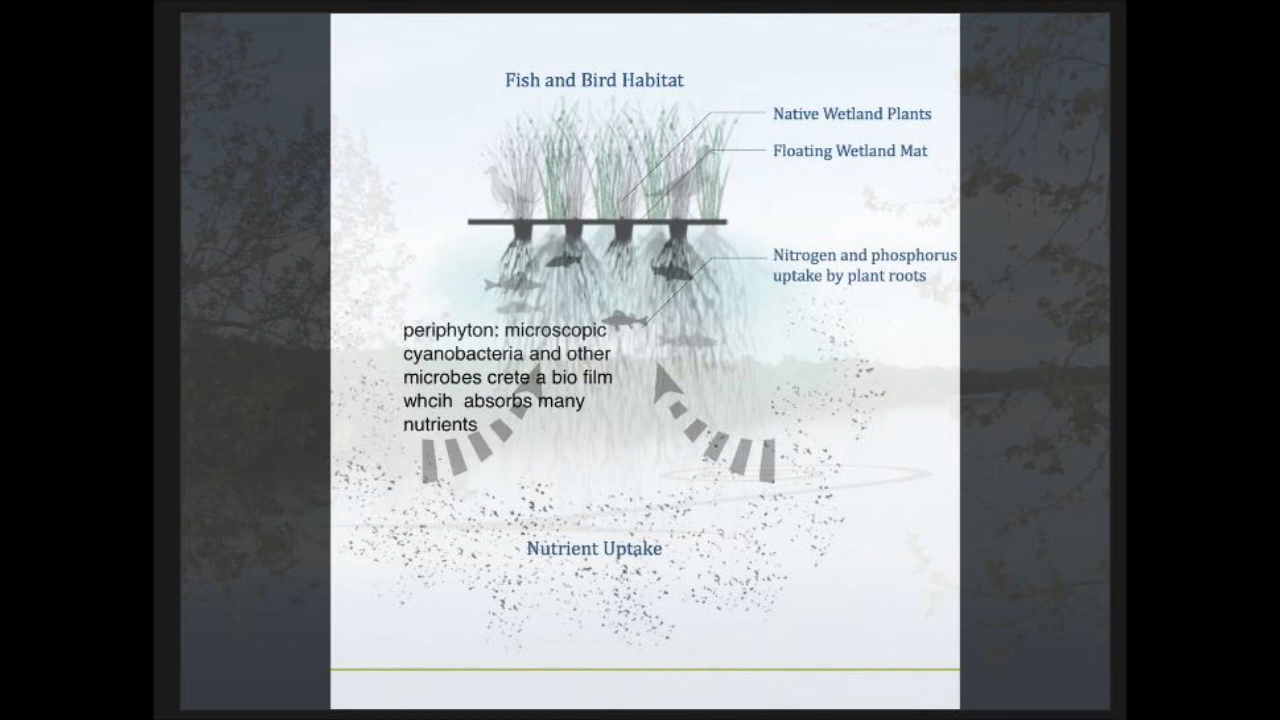 Fish and Bird Habitat
Native Wetland Plants
Floating Wetland Mat
Nitrogen and phosphorus
uptake by plant roots
periphyton: microscopic
cyanobacteria and other
microbes crete a bio film
whcih absorbs many
nutrients
Nutrient Uptake